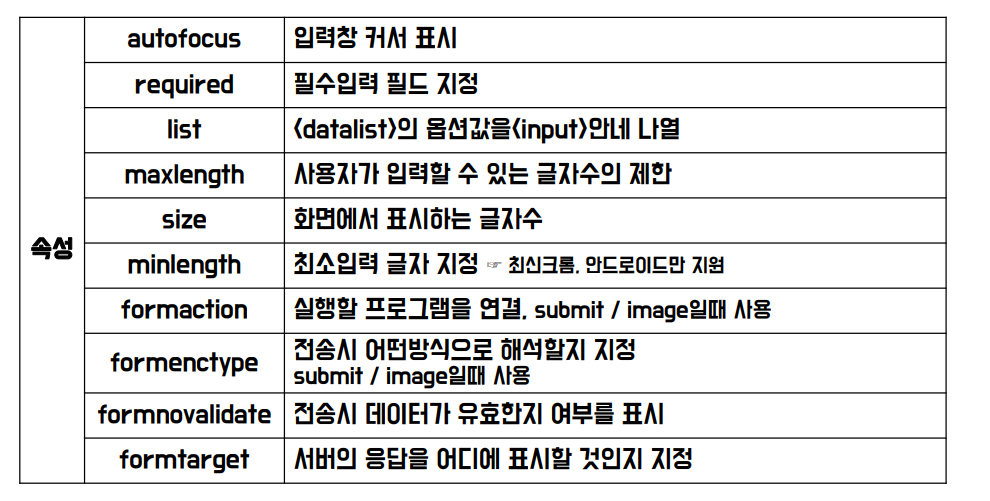 속성
autofocus 입력창 커서 표시
required 필수입력 필드 지정
list <datalist>의 옵션값을<input>안네 나열
maxlength 사용자가 입력할 수 있는 글자수의 제한
size 화면에서 표시하는 글자수
minlength 최소입력 글자 지정 ☞ 최신크롬, 안드로이드만 지원
formaction 실행할 프로그램을 연결, submit / image일때 사용
formenctype 전송시 어떤방식으로 해석할지 지정
submit / image일때 사용
formnovalidate 전송시 데이터가 유효한지 여부를 표시
formtarget 서버의 응답을 어디에 표시할 것인지 지정